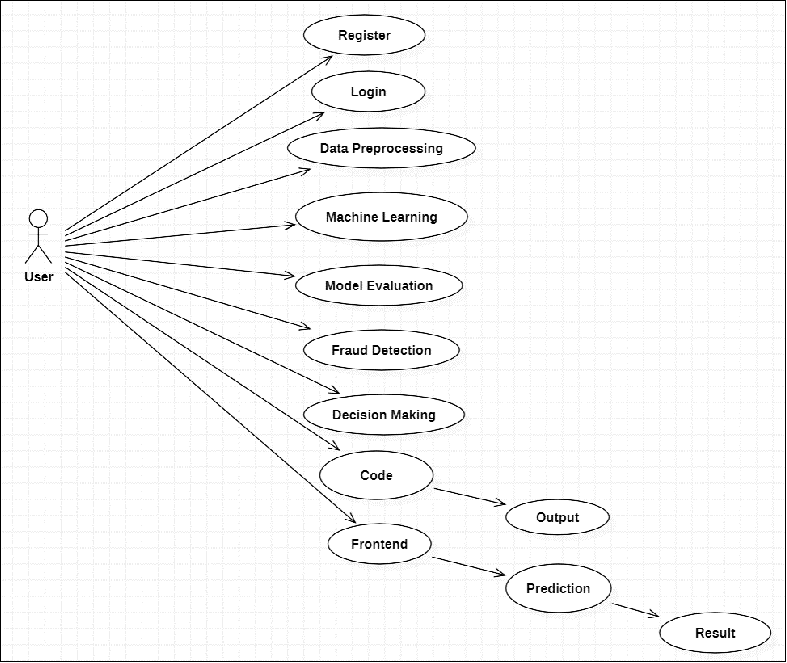 Register
Login
Data Preprocessing
Machine Learning
User
Model Evaluation
Fraud Detection
Decision Making
Code
Output
Frontend
Prediction
Result